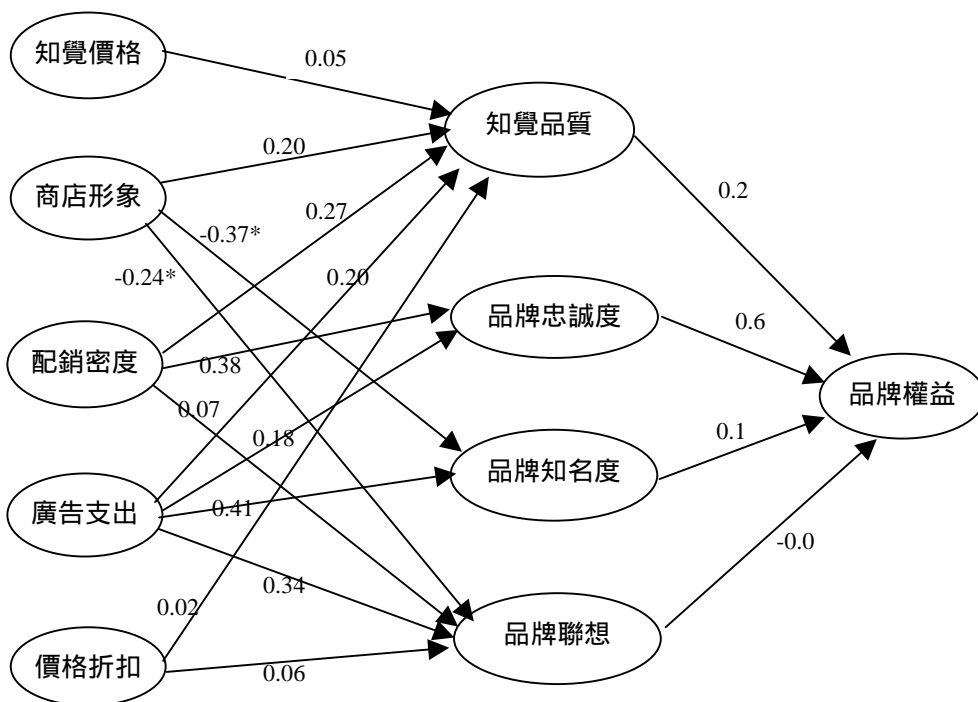 知覺價格
0.05
知覺品質
0.20
商店形象
0.2
0.27
-0.37*
-0.24*
0.20
品牌忠誠度
0.6
配銷密度
0.38
品牌權益
0.07
0.18
0.1
品牌知名度
廣告支出
0.41
-0.0
0.34
0.02
品牌聯想
價格折扣
0.06